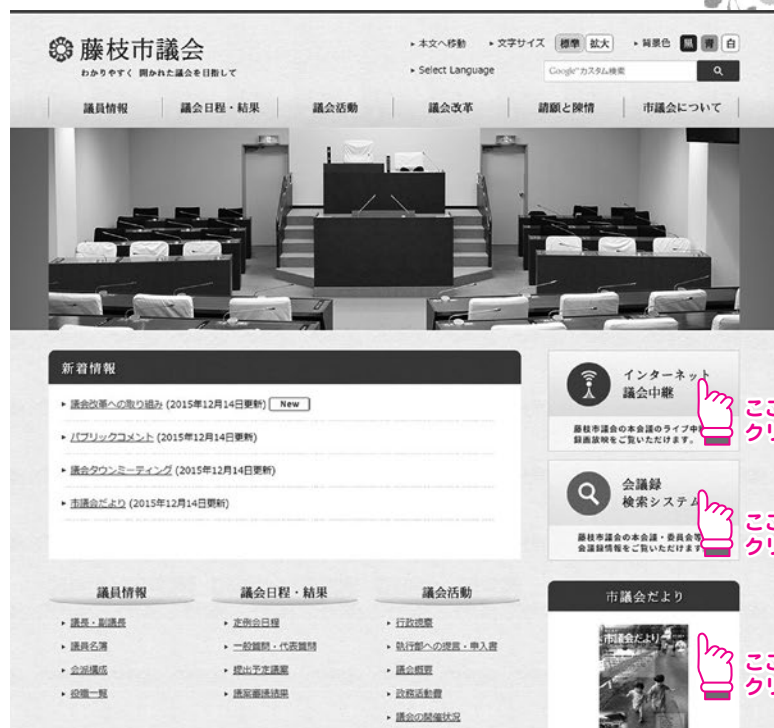 藤枝市議会
わかりやすく 開かれた議会を目指して
本文へ移動
文字サイズ 標準 拡大
背景色 黒 青 白
Select Language
Google™カスタム検索
議員情報
議会日程・結果
議会活動
議会改革
請願と陳情
市議会について
新着情報
議会改革への取り組み (2015年12月14日更新) New
パブリックコメント (2015年12月14日更新)
議会タウンミーティング (2015年12月14日更新)
市議会だより (2015年12月14日更新)
インターネット
議会中継
藤枝市議会の本会議のライブ中
録画放映をご覧いただけます。
ここ
クリ
会議録
検索システム
藤枝市議会の本会議・委員会等
会議録情報をご覧いただけます
ここ
クリ
議員情報
議長・副議長
議員名簿
会派構成
役職一覧
議会日程・結果
定例会日程
一般質問・代表質問
提出予定議案
議案審議結果
議会活動
行政視察
執行部への提言・申入書
議会概要
政務活動費
議会の開催状況
市議会だより
市議会だより
ここ
クリ